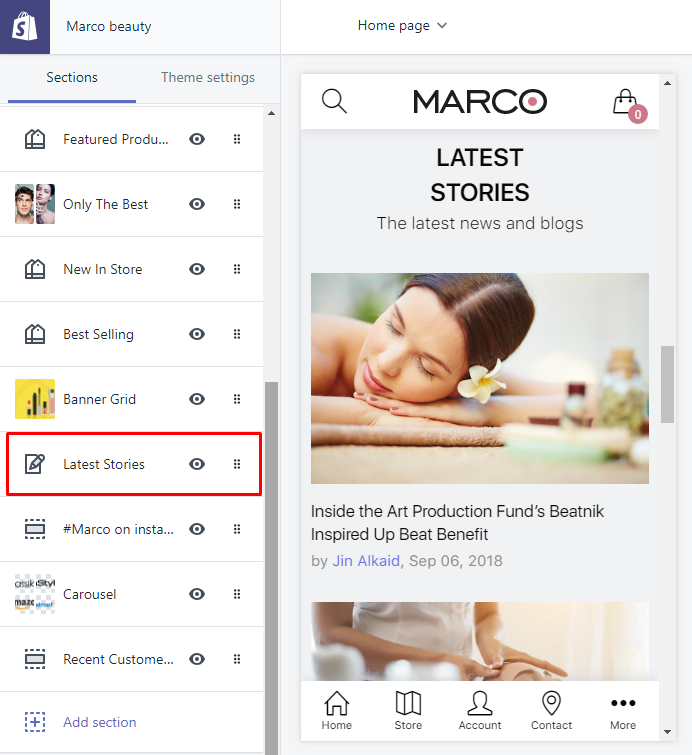 Marco beauty
Home page
Sections
Theme settings
Featured Produ...
Only The Best
New In Store
Best Selling
Banner Grid
Latest Stories
#Marco on insta...
Carousel
Recent Custome...
Add section
MARCO
0
LATEST
STORIES
The latest news and blogs
Inside the Art Production Fund's Beatnik
Inspired Up Beat Benefit
by Jin Alkaid, Sep 06, 2018
Home
Store
Account
Contact
More